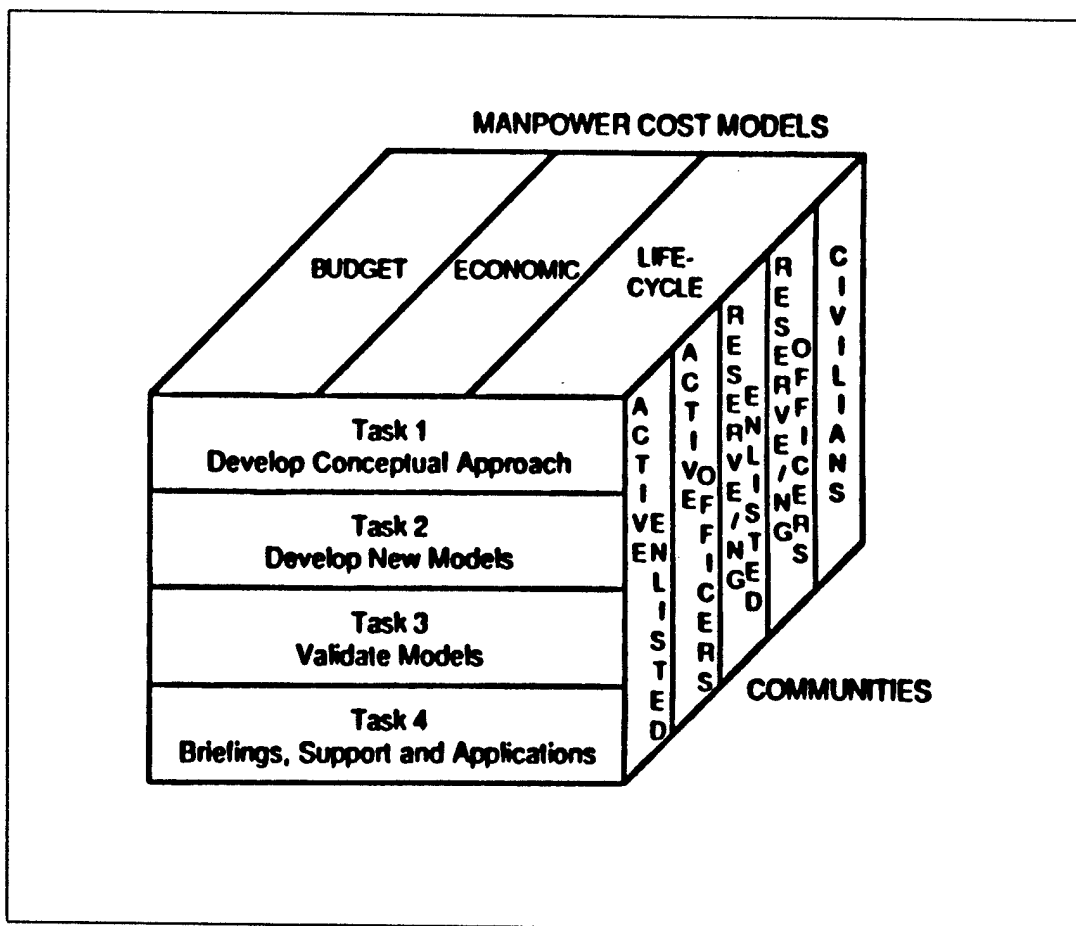 MANPOWER COST MODELS
BUDGET
ECONOMIC
LIFE-
CYCLE
Task 1
Develop Conceptual Approach
Task 2
Develop New Models
Task 3
Validate Models
Task 4
Briefings, Support and Applications
ACTIVE
ENLISTED
ACTIVE
OFFICERS
RESERVE/NG
ENLISTED
RESERVE/NG
OFFICERS
CIVILIANS
COMMUNITIES